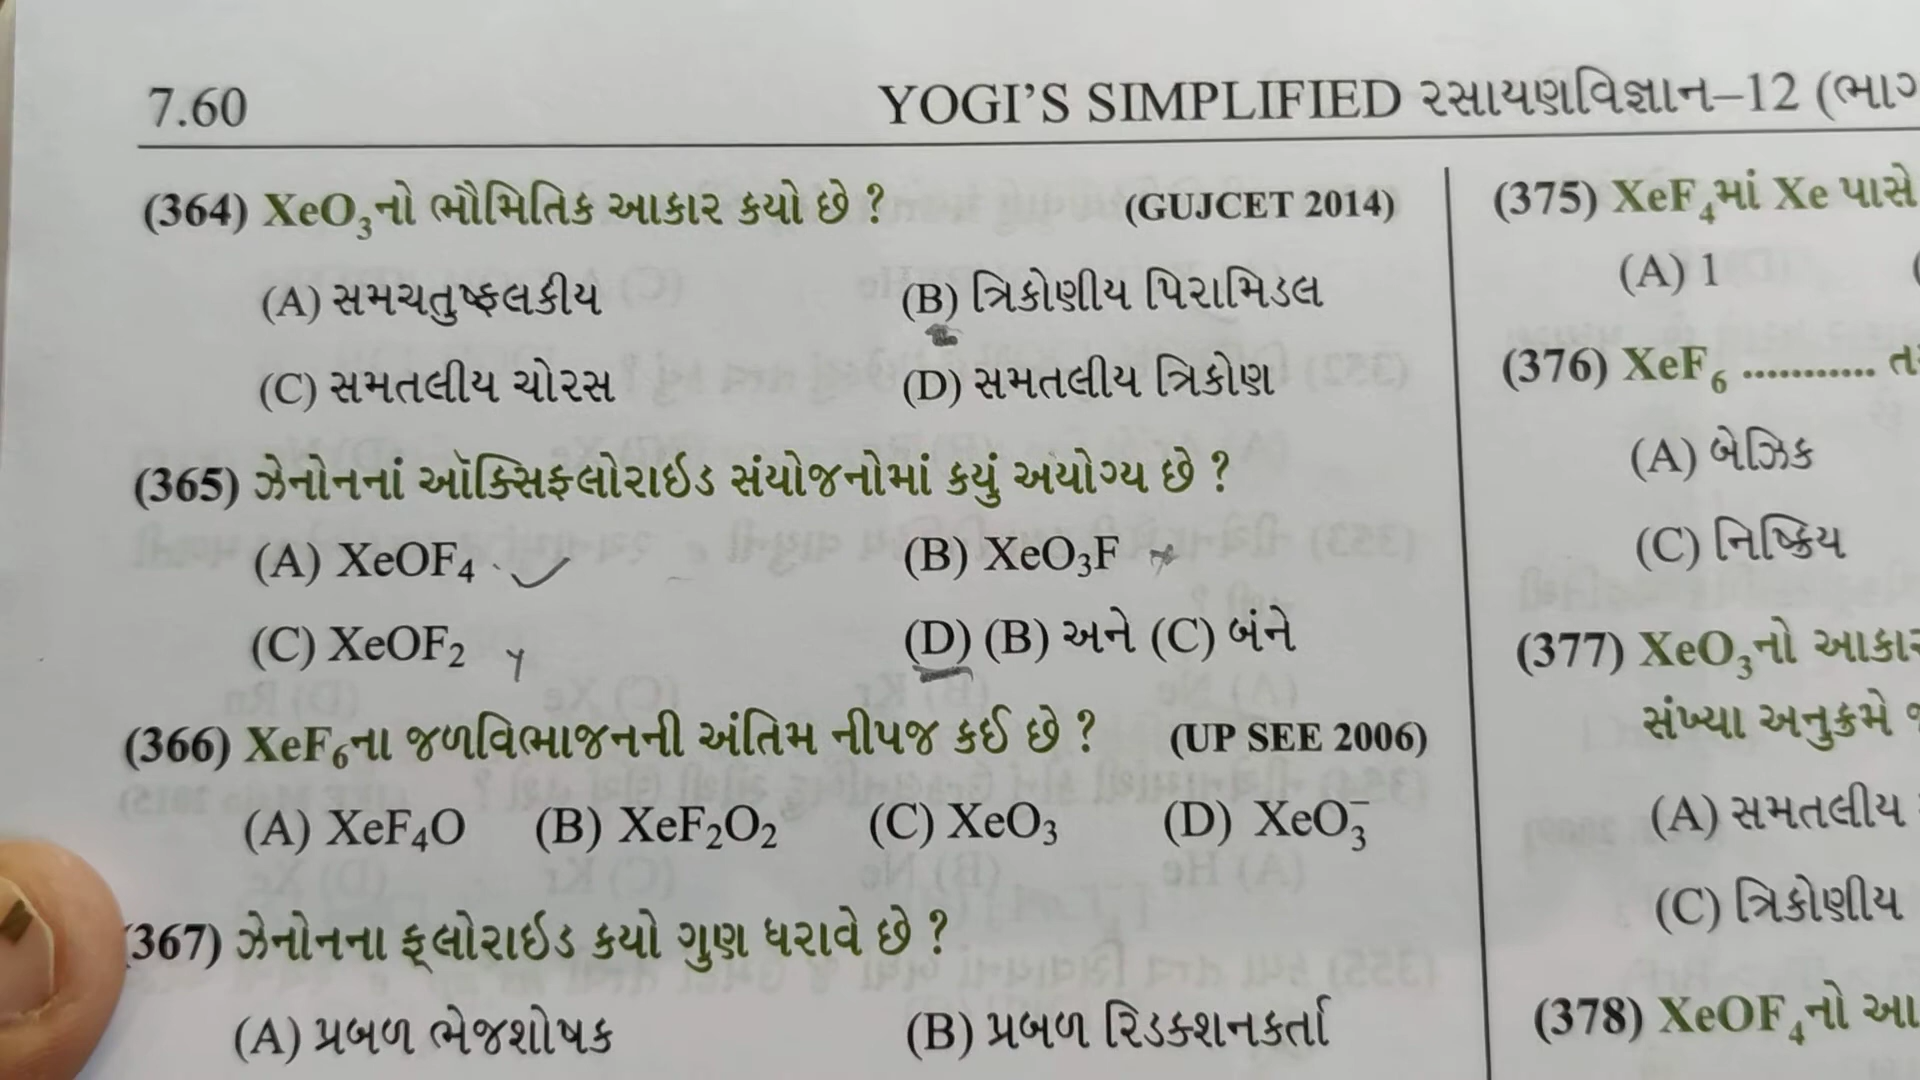 7.60
YOGI'S SIMPLIFIED રસાયણવિજ્ઞાન–12 (ભાગ
(364) XeO₃નો ભૌમિતિક આકાર કયો છે ? (GUJCET 2014)
(A) સમચતુષ્ફલકીય (B) ત્રિકોણીય પિરામિડલ
(C) સમતલીય ચોરસ (D) સમતલીય ત્રિકોણ
(365) ઝેનોનનાં ઑક્સિફ્લોરાઈડ સંયોજનોમાં કયું અયોગ્ય છે ?
(A) XeOF₄ (B) XeO₃F
(C) XeOF₂ (D) (B) અને (C) બંને
(366) XeF₆ના જળવિભાજનની અંતિમ નીપજ કઈ છે ? (UP SEE 2006)
(A) XeF₄O (B) XeF₂O₂ (C) XeO₃ (D) XeO₃⁻
(367) ઝેનોનના ફ્લોરાઈડ કયો ગુણ ધરાવે છે ?
(A) પ્રબળ ભેજશોષક (B) પ્રબળ રિડક્શનકર્તા
(375) XeF₄માં Xe પાસે
(A) 1
(376) XeF₆ ...........
(A) બેઝિક
(C) નિષ્ક્રિય
(377) XeO₃નો આકાર
સંખ્યા અનુક્રમે
(A) સમતલીય
(C) ત્રિકોણીય
(378) XeOF₄નો આ